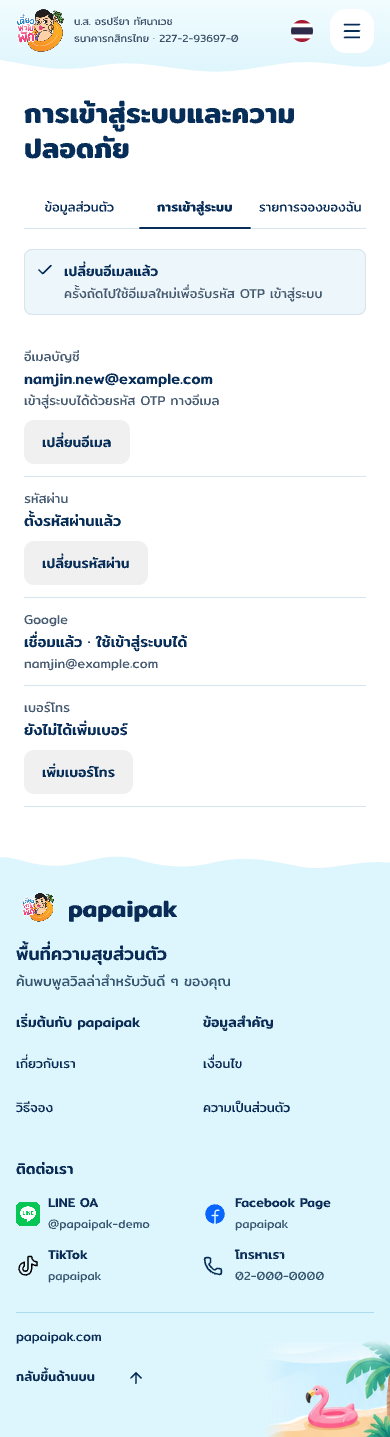 น.ส. อรปรียา ทัศนาเวช
ธนาคารกสิกรไทย · 227-2-93697-0
การเข้าสู่ระบบและความ
ปลอดภัย
ข้อมูลส่วนตัว
การเข้าสู่ระบบ
รายการจองของฉัน
เปลี่ยนอีเมลแล้ว
ครั้งถัดไปใช้อีเมลใหม่เพื่อรับรหัส OTP เข้าสู่ระบบ
อีเมลบัญชี
namjin.new@example.com
เข้าสู่ระบบได้ด้วยรหัส OTP ทางอีเมล
เปลี่ยนอีเมล
รหัสผ่าน
ตั้งรหัสผ่านแล้ว
เปลี่ยนรหัสผ่าน
Google
เชื่อมแล้ว · ใช้เข้าสู่ระบบได้
namjin@example.com
เบอร์โทร
ยังไม่ได้เพิ่มเบอร์
เพิ่มเบอร์โทร
papaipak
พื้นที่ความสุขส่วนตัว
ค้นพบพูลวิลล่าสำหรับวันดี ๆ ของคุณ
เริ่มต้นกับ papaipak
ข้อมูลสำคัญ
เกี่ยวกับเรา
เงื่อนไข
วิธีจอง
ความเป็นส่วนตัว
ติดต่อเรา
LINE OA
@papaipak-demo
Facebook Page
papaipak
TikTok
papaipak
โทรหาเรา
02-000-0000
papaipak.com
กลับขึ้นด้านบน